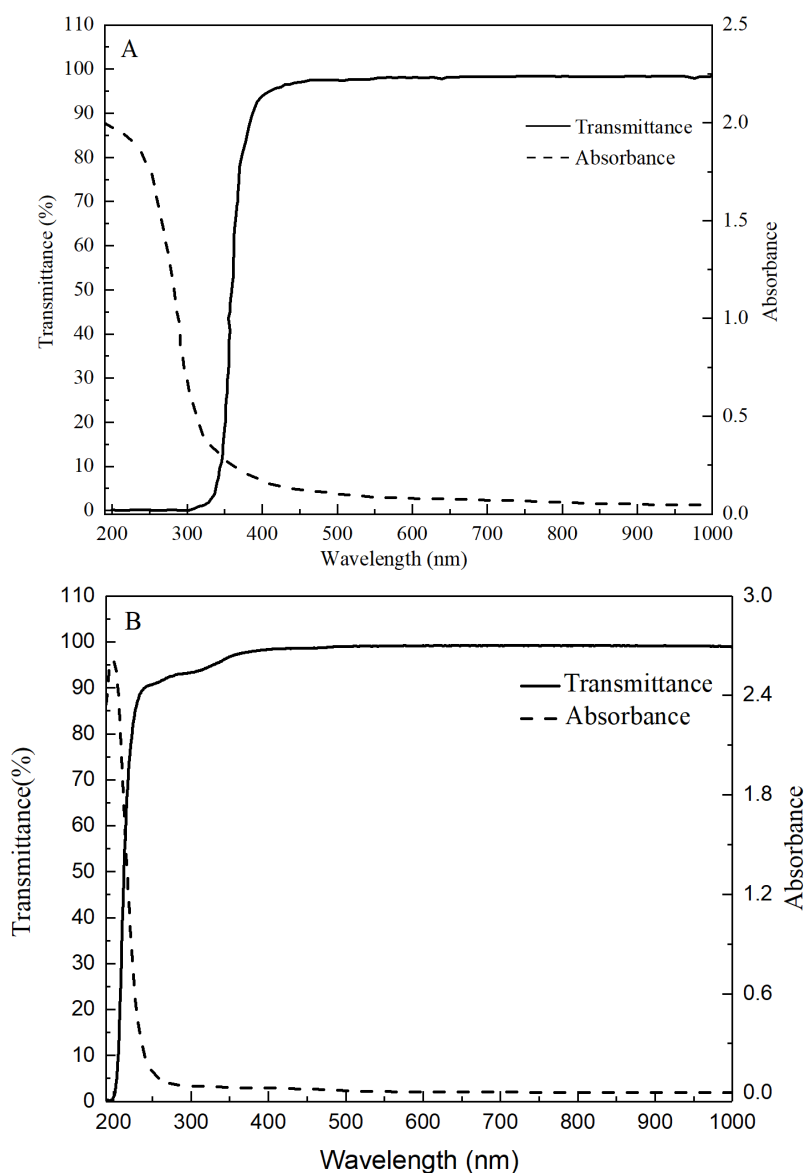 A
Transmittance
Absorbance
110
100
90
80
70
60
50
40
30
20
10
0
Transmittance (%)
2.5
2.0
1.5
1.0
0.5
0.0
Absorbance
200 300 400 500 600 700 800 900 1000
Wavelength (nm)
B
Transmittance
Absorbance
110
100
90
80
70
60
50
40
30
20
10
0
Transmittance(%)
3.0
2.4
1.8
1.2
0.6
0.0
Absorbance
200 300 400 500 600 700 800 900 1000
Wavelength (nm)